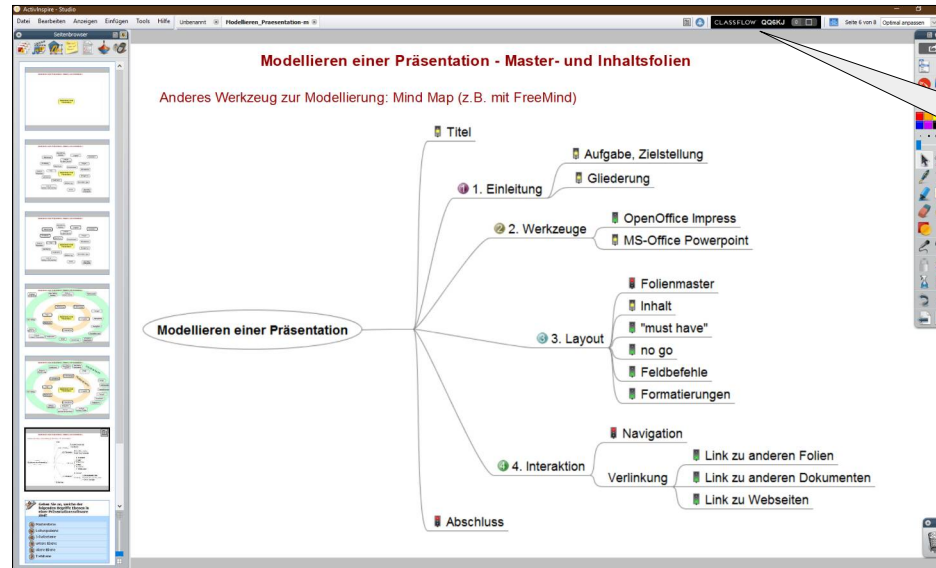 ActivInspire - Studio
Datei Bearbeiten Anzeigen Einfügen Tools Hilfe Unbenannt Modellieren_Praesentation-m CLASSFLOW QQ6KJ Seite 6 von 8 Optimal anpassen
Seitenbrowser
Modellieren einer Präsentation - Master- und Inhaltsfolien
Anderes Werkzeug zur Modellierung: Mind Map (z.B. mit FreeMind)
Titel
Aufgabe, Zielstellung
1. Einleitung
Gliederung
OpenOffice Impress
2. Werkzeuge
MS-Office Powerpoint
Folienmaster
Inhalt
"must have"
Modellieren einer Präsentation
3. Layout
no go
Feldbefehle
Formatierungen
Navigation
4. Interaktion
Link zu anderen Folien
Verlinkung
Link zu anderen Dokumenten
Link zu Webseiten
Abschluss